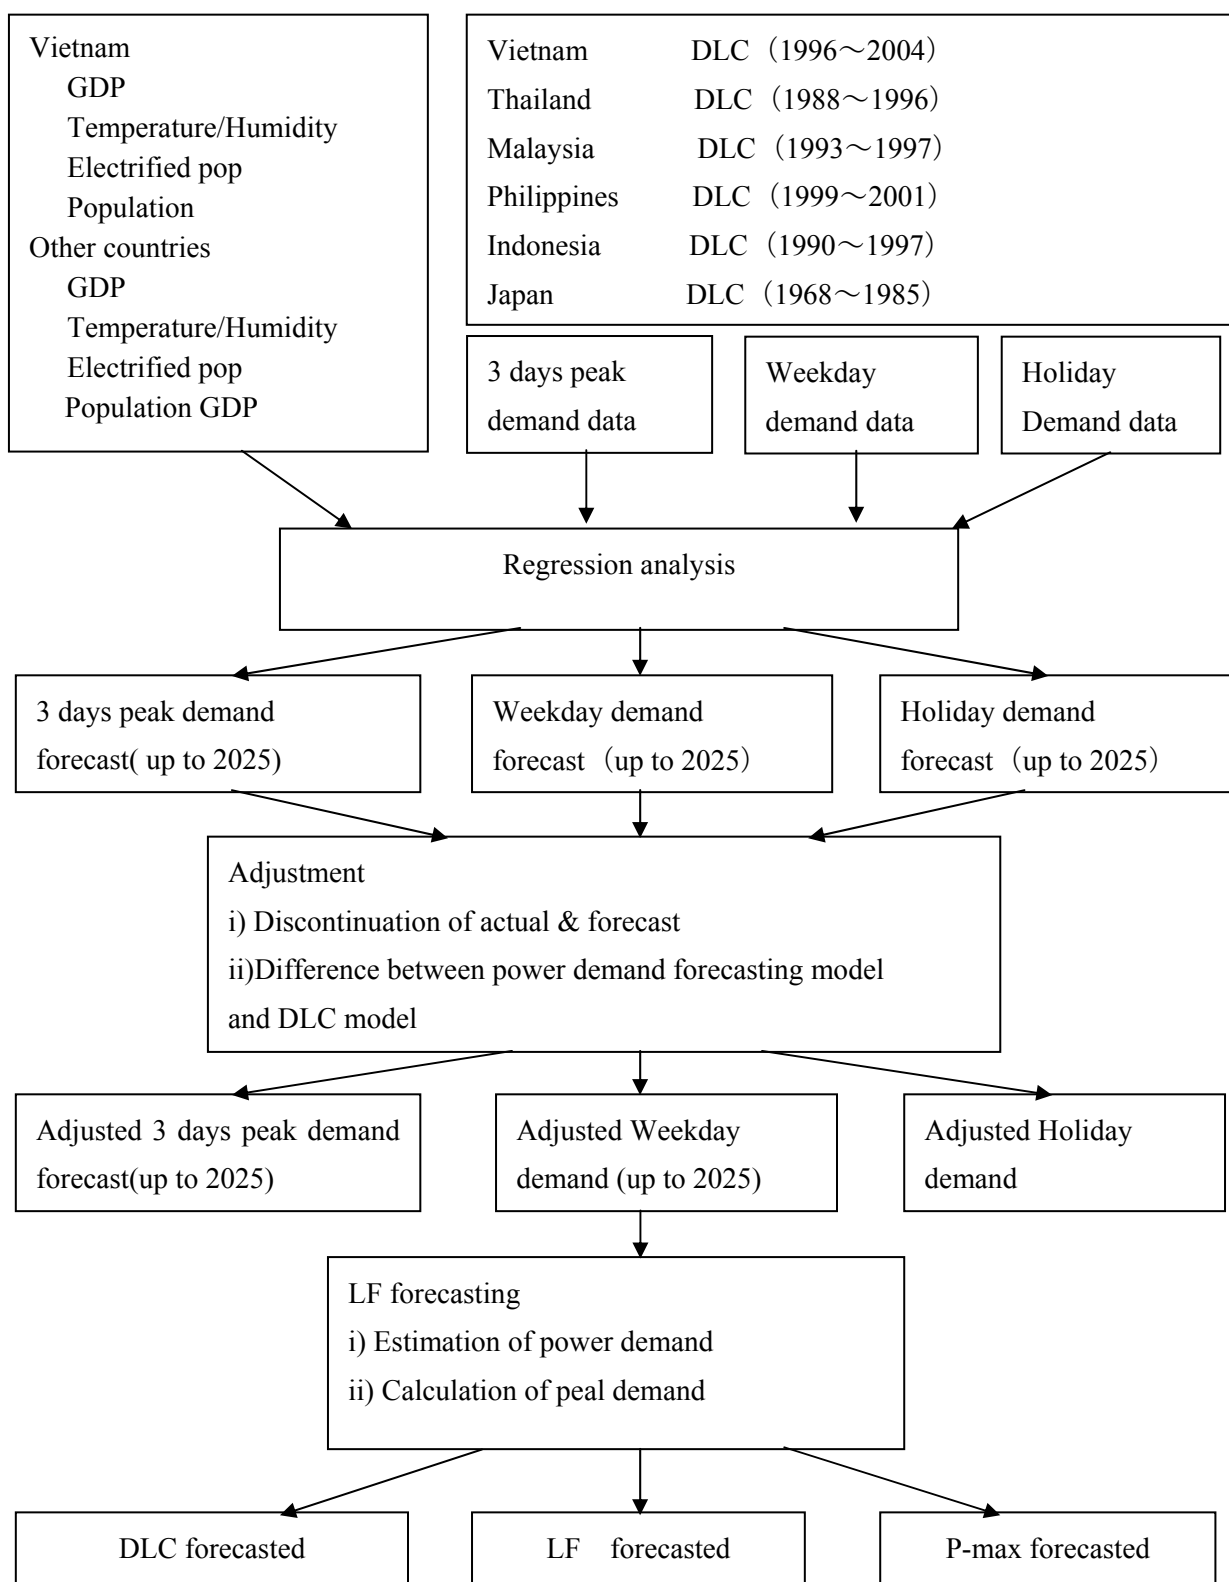 Vietnam
GDP
Temperature/Humidity
Electrified pop
Population
Other countries
GDP
Temperature/Humidity
Electrified pop
Population GDP
Vietnam DLC（1996～2004）
Thailand DLC（1988～1996）
Malaysia DLC（1993～1997）
Philippines DLC（1999～2001）
Indonesia DLC（1990～1997）
Japan DLC（1968～1985）
3 days peak
demand data
Weekday
demand data
Holiday
Demand data
Regression analysis
3 days peak demand
forecast( up to 2025)
Weekday demand
forecast（up to 2025）
Holiday demand
forecast（up to 2025）
Adjustment
i) Discontinuation of actual & forecast
ii)Difference between power demand forecasting model
and DLC model
Adjusted 3 days peak demand
forecast(up to 2025)
Adjusted Weekday
demand (up to 2025)
Adjusted Holiday
demand
LF forecasting
i) Estimation of power demand
ii) Calculation of peal demand
DLC forecasted
LF forecasted
P-max forecasted